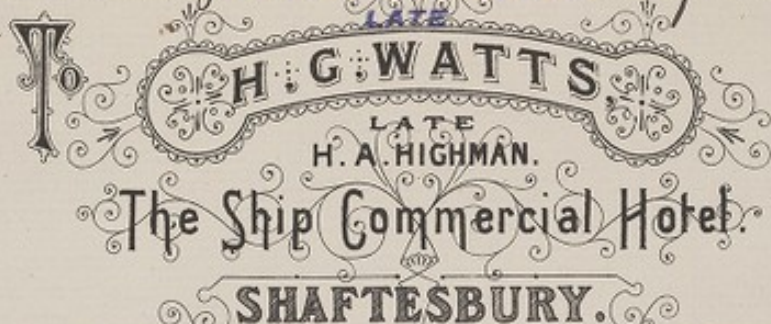 LATE
To H. G. WATTS,
LATE
H. A. HIGHMAN.
The Ship Commercial Hotel.
SHAFTESBURY.